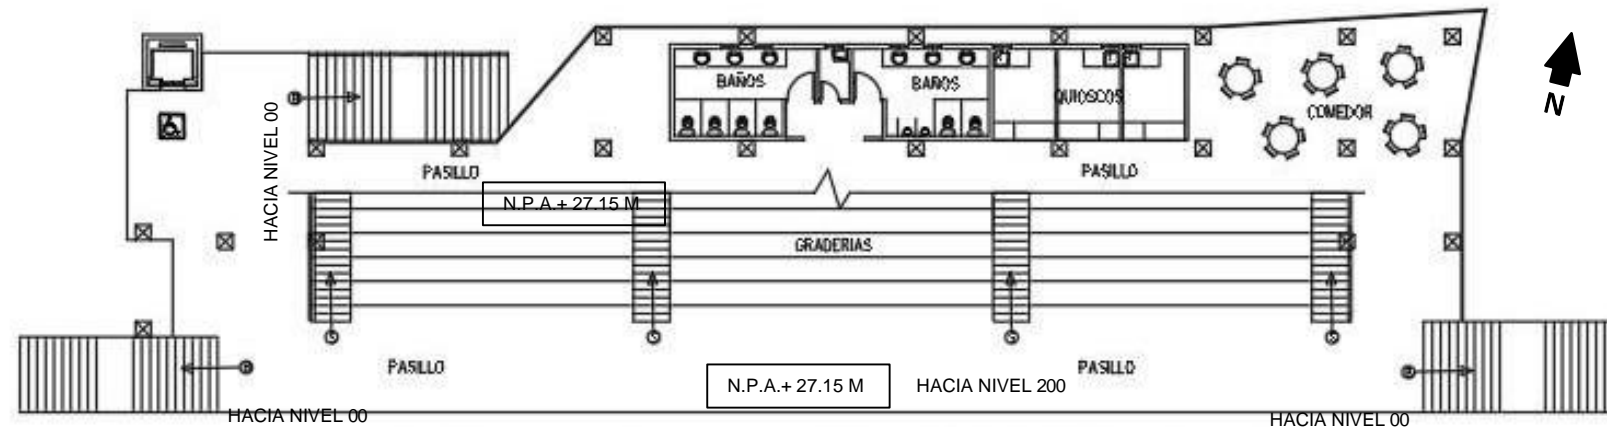 BAÑOS
BAÑOS
QUIOSCOS
COMEDOR
N
HACIA NIVEL 00
B
PASILLO
PASILLO
N.P.A.+ 27.15 M
GRADERIAS
S
S
S
S
B
PASILLO
N.P.A.+ 27.15 M
HACIA NIVEL 200
PASILLO
B
HACIA NIVEL 00
HACIA NIVEL 00